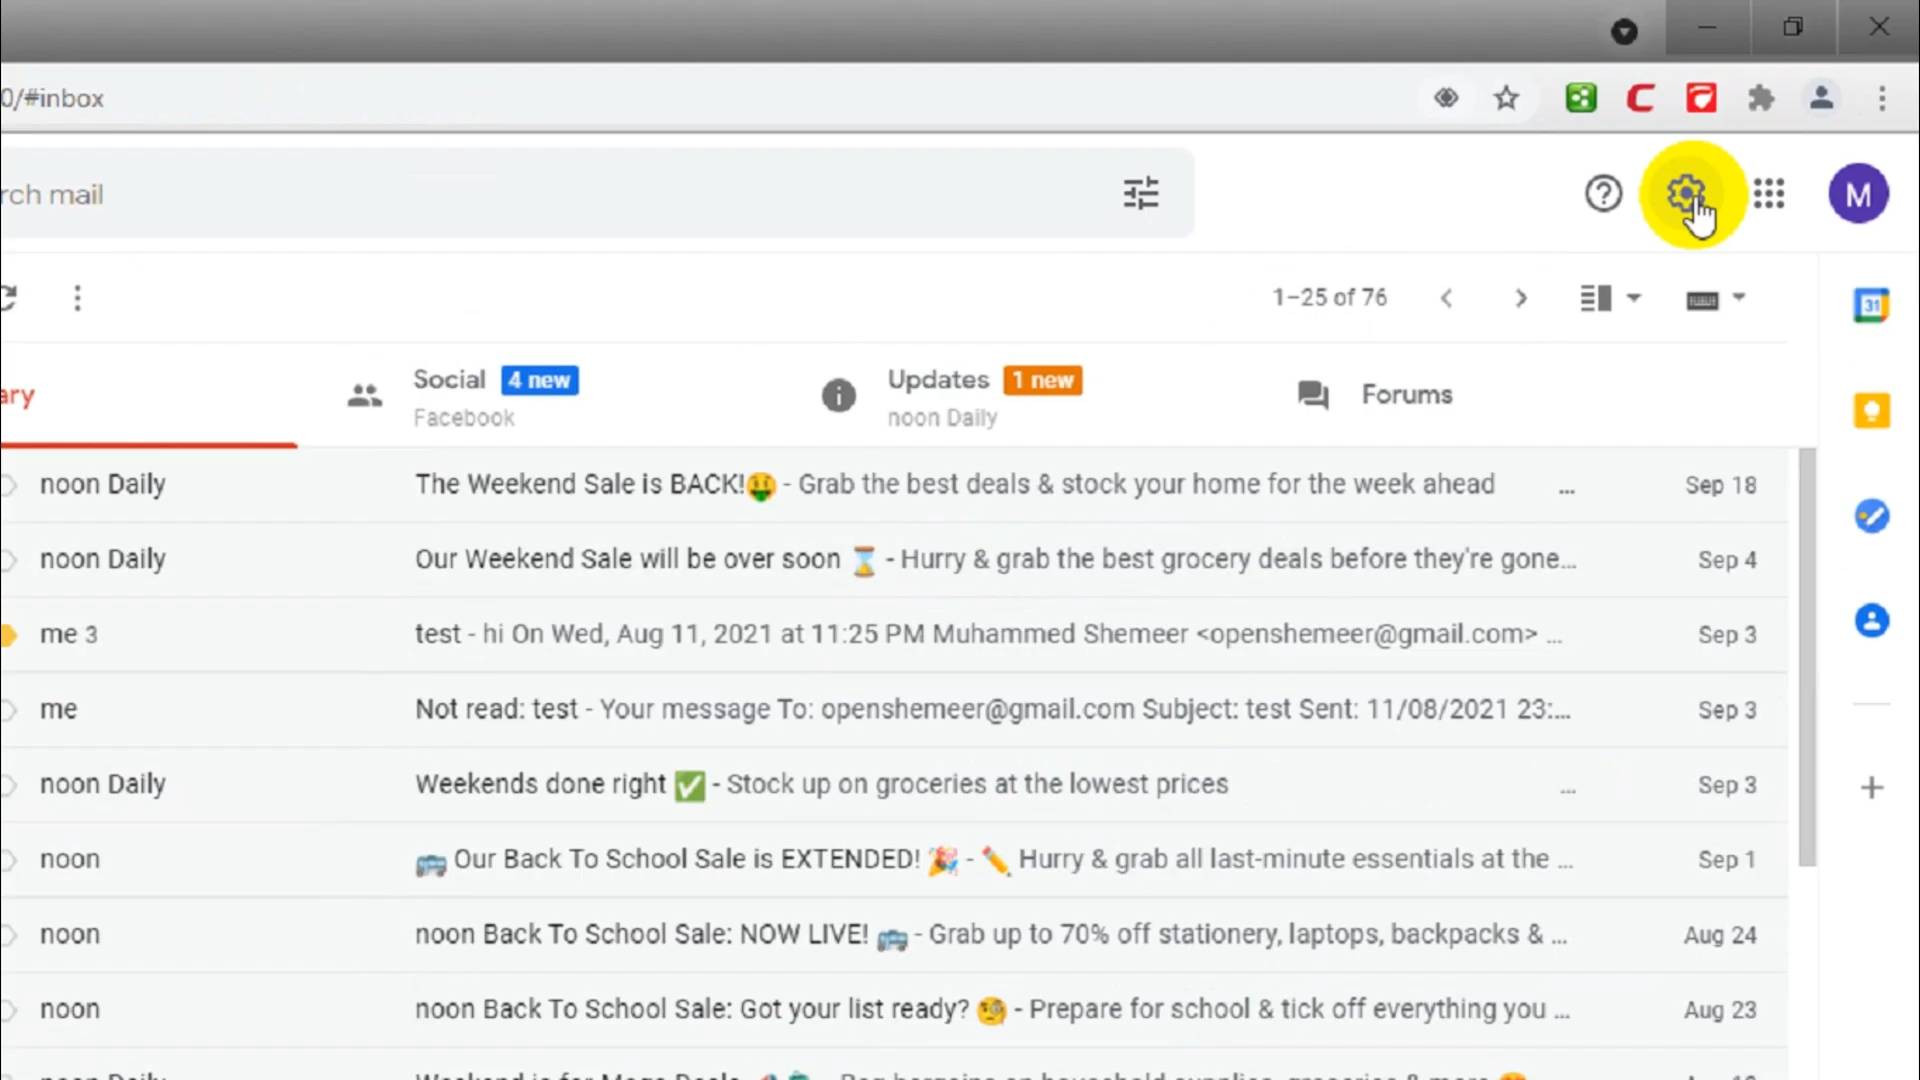 0/#inbox
rch mail
M
1–25 of 76
31
ary
Social 4 new
Facebook
Updates 1 new
noon Daily
Forums
noon Daily The Weekend Sale is BACK!🤑 - Grab the best deals & stock your home for the week ahead ... Sep 18
noon Daily Our Weekend Sale will be over soon ⌛ - Hurry & grab the best grocery deals before they're gone... Sep 4
me 3 test - hi On Wed, Aug 11, 2021 at 11:25 PM Muhammed Shemeer <openshemeer@gmail.com> ... Sep 3
me Not read: test - Your message To: openshemeer@gmail.com Subject: test Sent: 11/08/2021 23:... Sep 3
noon Daily Weekends done right ✅ - Stock up on groceries at the lowest prices ... Sep 3
noon 🚌 Our Back To School Sale is EXTENDED! 🎉 - ✏️ Hurry & grab all last-minute essentials at the ... Sep 1
noon noon Back To School Sale: NOW LIVE! 🚌 - Grab up to 70% off stationery, laptops, backpacks & ... Aug 24
noon noon Back To School Sale: Got your list ready? 🧐 - Prepare for school & tick off everything you ... Aug 23
noon Daily Weekend is for Mega Deals